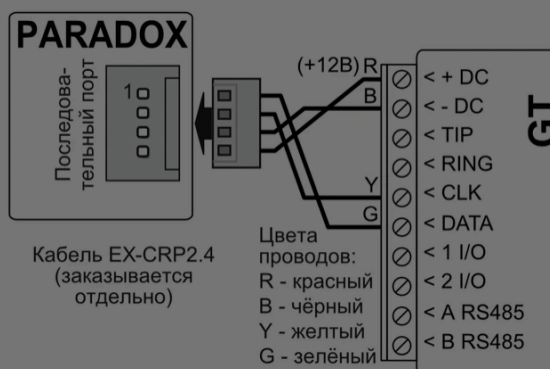 PARADOX
Последова-
тельный порт
1
Кабель EX-CRP2.4
(заказывается
отдельно)
(+12В) R
B
Y
G
Цвета
проводов:
R - красный
B - чёрный
Y - желтый
G - зелёный
< + DC
< - DC
< TIP
< RING
< CLK
< DATA
< 1 I/O
< 2 I/O
< A RS485
< B RS485
GT